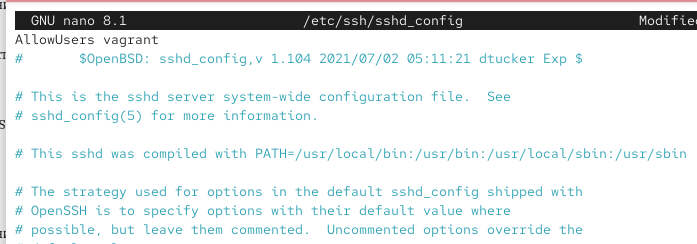 GNU nano 8.1 /etc/ssh/sshd_config Modified
AllowUsers vagrant
# $OpenBSD: sshd_config,v 1.104 2021/07/02 05:11:21 dtucker Exp $
# This is the sshd server system-wide configuration file. See
# sshd_config(5) for more information.
# This sshd was compiled with PATH=/usr/local/bin:/usr/bin:/usr/local/sbin:/usr/sbin
# The strategy used for options in the default sshd_config shipped with
# OpenSSH is to specify options with their default value where
# possible, but leave them commented. Uncommented options override the